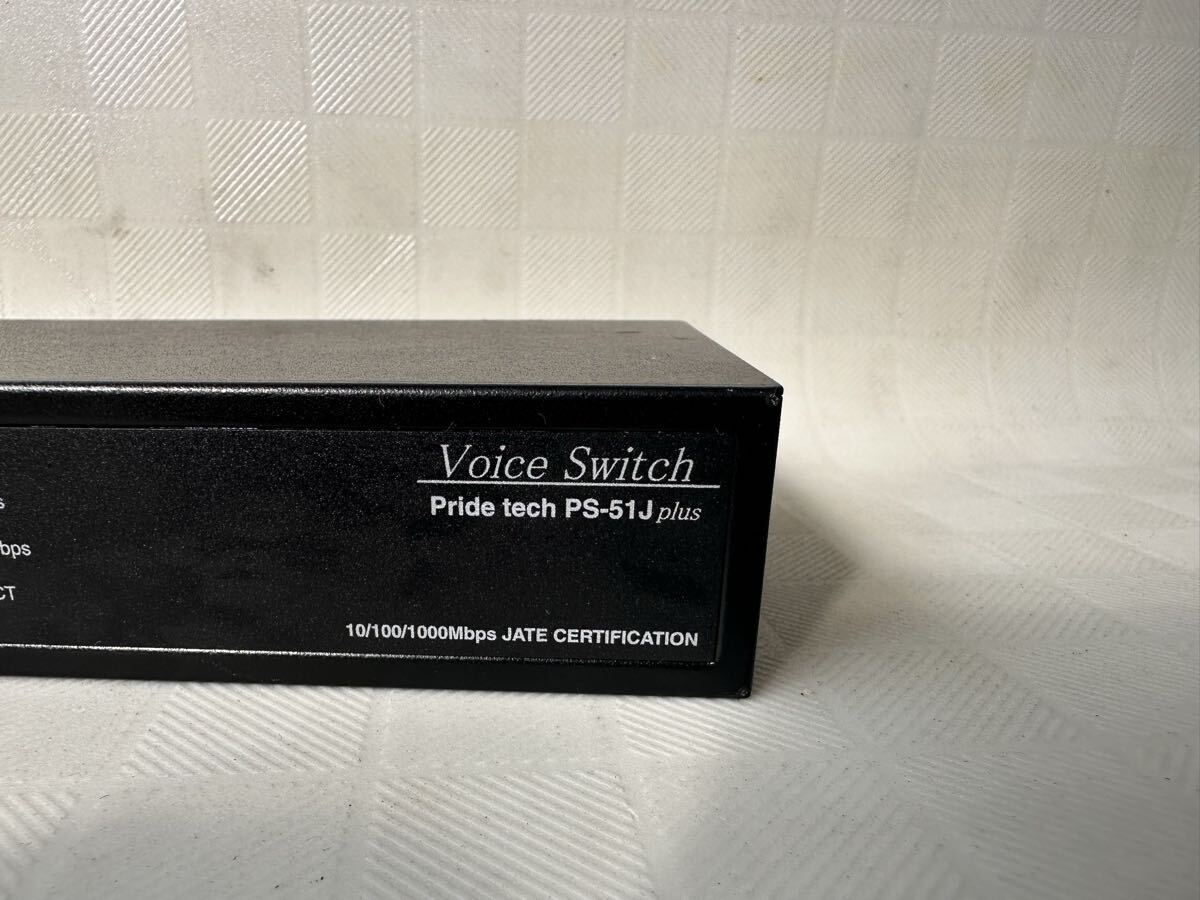 Voice Switch
Pride tech PS-51J plus
s
bps
CT
10/100/1000Mbps JATE CERTIFICATION